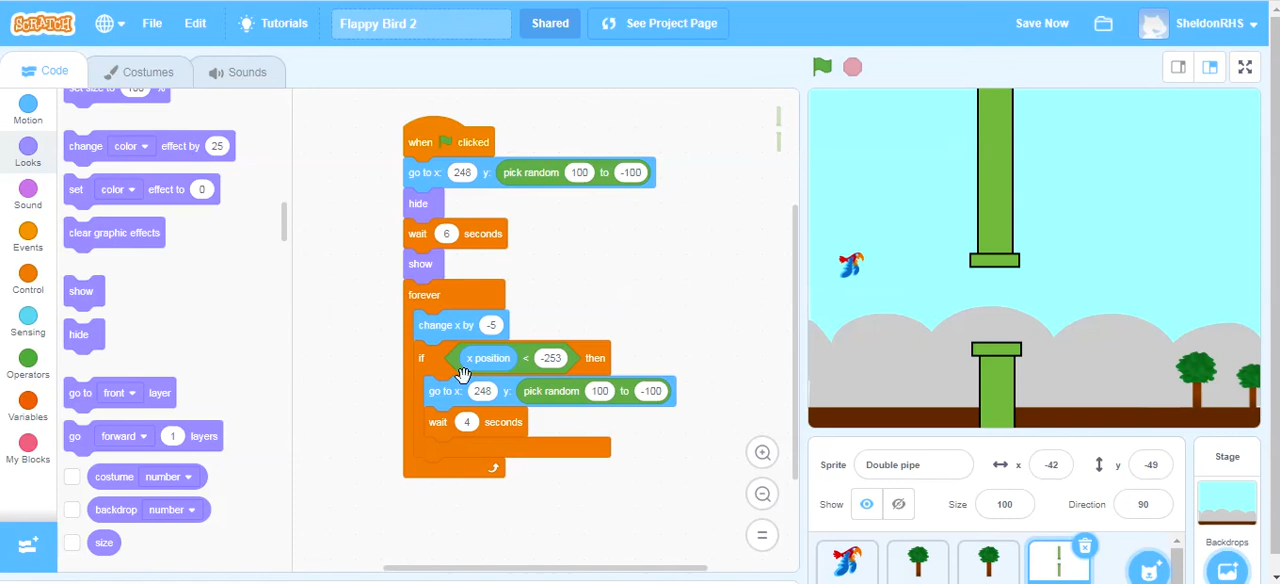 SCRATCH File Edit Tutorials Flappy Bird 2 Shared See Project Page Save Now SheldonRHS
Code Costumes Sounds
Motion
Looks
Sound
Events
Control
Sensing
Operators
Variables
My Blocks
set size to 100 %
change color effect by 25
set color effect to 0
clear graphic effects
show
hide
go to front layer
go forward 1 layers
costume number
backdrop number
size
when clicked
go to x: 248 y: pick random 100 to -100
hide
wait 6 seconds
show
forever
change x by -5
if x position < -253 then
go to x: 248 y: pick random 100 to -100
wait 4 seconds
Sprite Double pipe x -42 y -49
Show Size 100 Direction 90
Stage
Backdrops